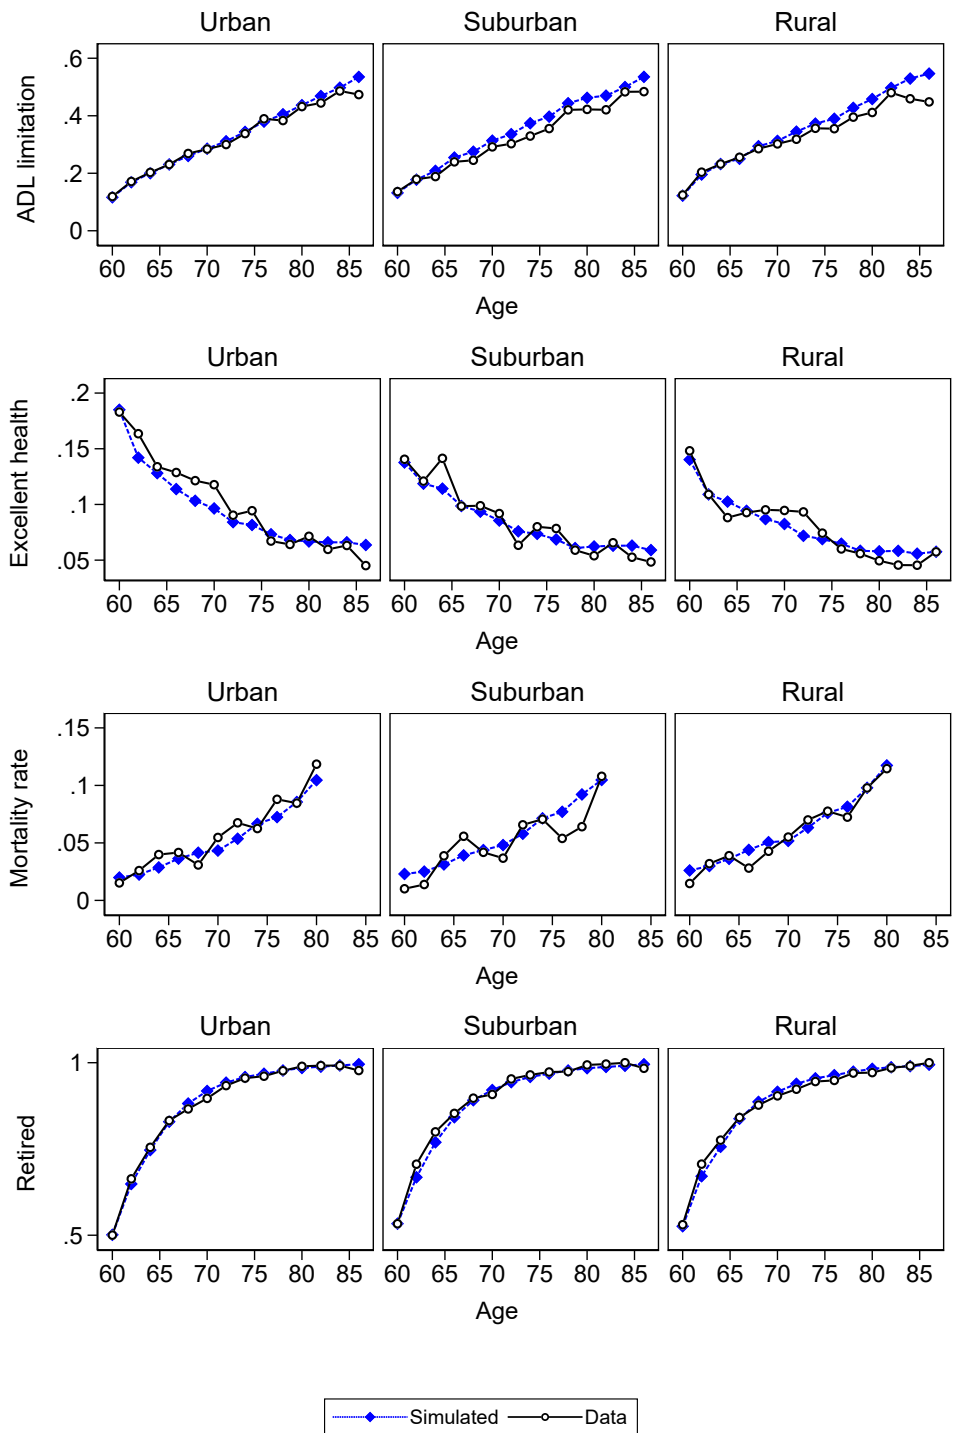 Urban Suburban Rural
ADL limitation
.6
.4
.2
0
60 65 70 75 80 85 60 65 70 75 80 85 60 65 70 75 80 85
Age
Urban Suburban Rural
Excellent health
.2
.15
.1
.05
60 65 70 75 80 85 60 65 70 75 80 85 60 65 70 75 80 85
Age
Urban Suburban Rural
Mortality rate
.15
.1
.05
0
60 65 70 75 80 85 60 65 70 75 80 85 60 65 70 75 80 85
Age
Urban Suburban Rural
Retired
1
.5
60 65 70 75 80 85 60 65 70 75 80 85 60 65 70 75 80 85
Age
Simulated Data